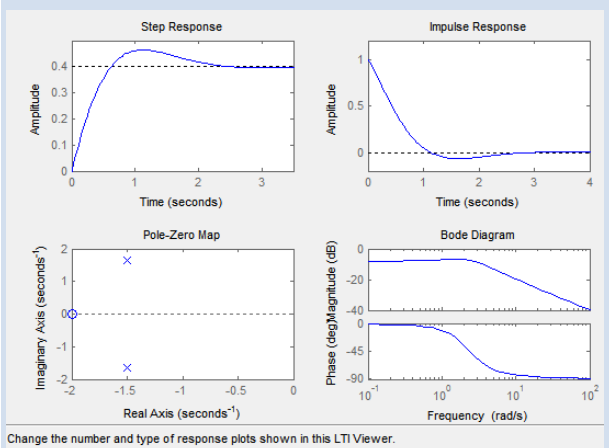 Step Response
Amplitude
0.4
0.3
0.2
0.1
0
0 1 2 3
Time (seconds)
Impulse Response
Amplitude
1
0.5
0
0 1 2 3 4
Time (seconds)
Pole-Zero Map
Imaginary Axis (seconds⁻¹)
2
1
0
-1
-2
-2 -1.5 -1 -0.5 0
Real Axis (seconds⁻¹)
Bode Diagram
Magnitude (dB)
0
-20
-40
Phase (deg)
0
-45
-90
10⁻¹ 10⁰ 10¹ 10²
Frequency (rad/s)
Change the number and type of response plots shown in this LTI Viewer.